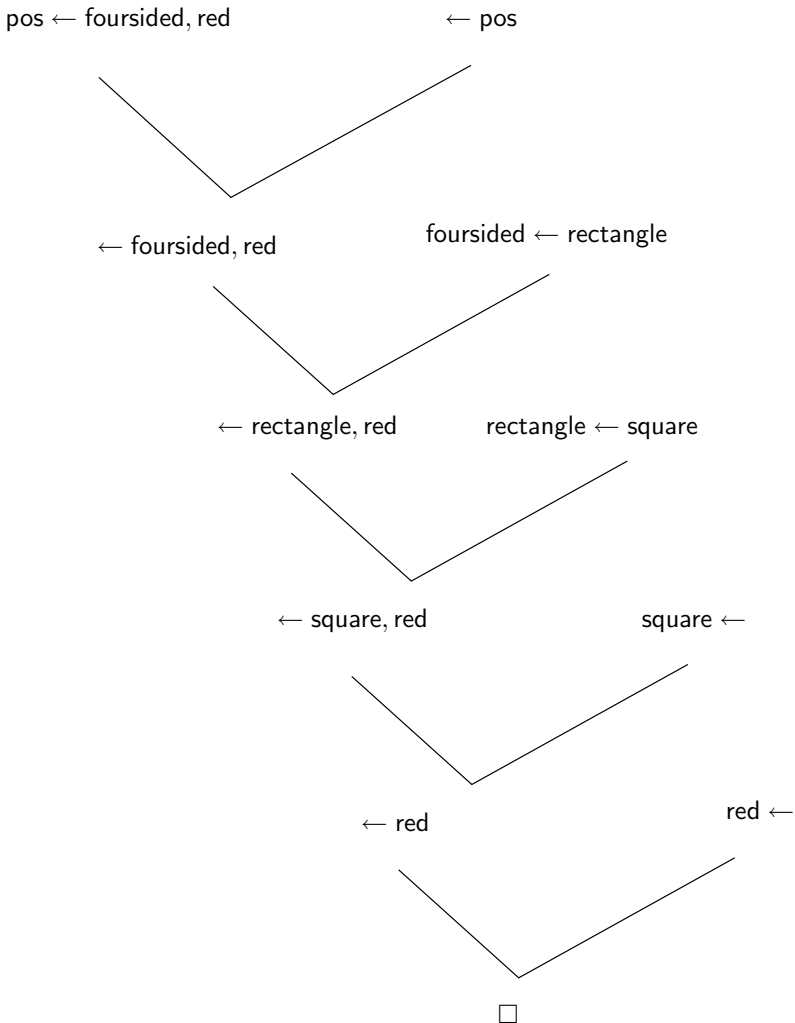 pos ← foursided, red
← pos
← foursided, red
foursided ← rectangle
← rectangle, red
rectangle ← square
← square, red
square ←
← red
red ←
□